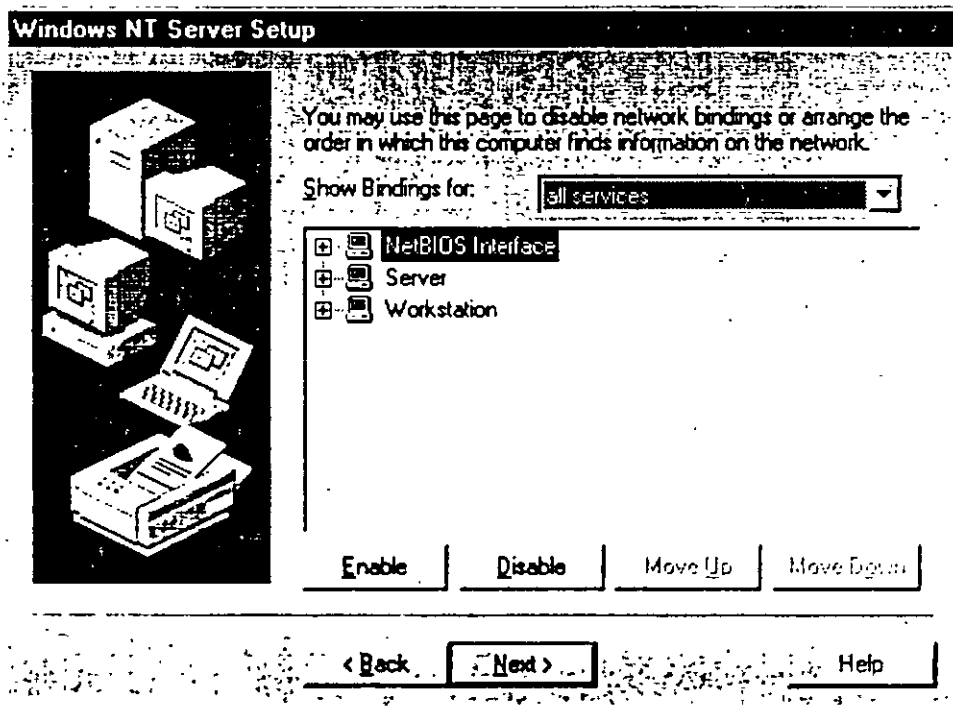 Windows NT Server Setup
You may use this page to disable network bindings or arrange the
order in which this computer finds information on the network.
Show Bindings for: all services
NetBIOS Interface
Server
Workstation
Enable Disable Move Up Move Down
< Back Next > Help